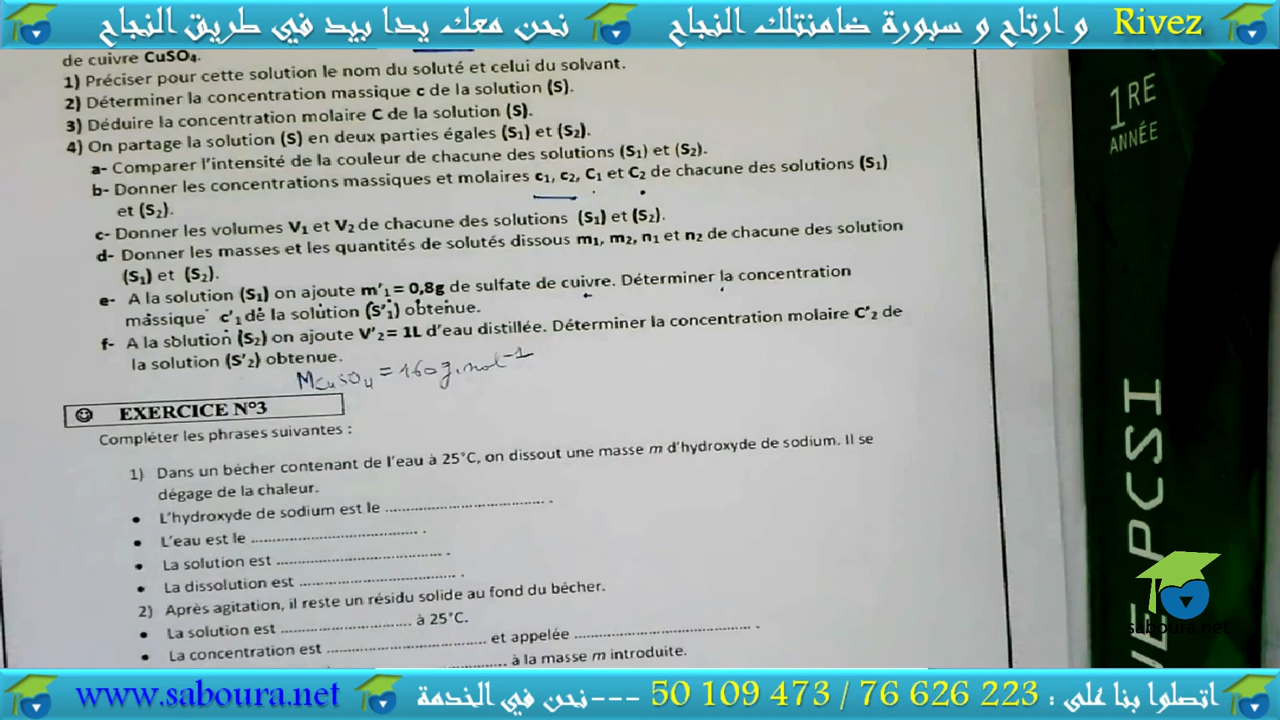 نحن معك يدا بيد في طريق النجاح و ارتاح و سبورة ضامنتلك النجاح Rivez
de cuivre CuSO₄.
1) Préciser pour cette solution le nom du soluté et celui du solvant.
2) Déterminer la concentration massique c de la solution (S).
3) Déduire la concentration molaire C de la solution (S).
4) On partage la solution (S) en deux parties égales (S₁) et (S₂).
a- Comparer l'intensité de la couleur de chacune des solutions (S₁) et (S₂).
b- Donner les concentrations massiques et molaires c₁, c₂, C₁ et C₂ de chacune des solutions (S₁)
et (S₂).
c- Donner les volumes V₁ et V₂ de chacune des solutions (S₁) et (S₂).
d- Donner les masses et les quantités de solutés dissous m₁, m₂, n₁ et n₂ de chacune des solution
(S₁) et (S₂).
e- A la solution (S₁) on ajoute m'₁ = 0,8g de sulfate de cuivre. Déterminer la concentration
massique c'₁ de la solution (S'₁) obtenue.
f- A la solution (S₂) on ajoute V'₂ = 1L d'eau distillée. Déterminer la concentration molaire C'₂ de
la solution (S'₂) obtenue.
M CuSO₄ = 160 g.mol⁻¹
EXERCICE N°3
Compléter les phrases suivantes :
1) Dans un bécher contenant de l'eau à 25°C, on dissout une masse m d'hydroxyde de sodium. Il se
dégage de la chaleur.
• L'hydroxyde de sodium est le .......................................... .
• L'eau est le .......................................... .
• La solution est .......................................... .
• La dissolution est .......................................... .
2) Après agitation, il reste un résidu solide au fond du bécher.
• La solution est ................................ à 25°C.
• La concentration est ........................................ et appelée ............................................ .
................................ à la masse m introduite.
1RE
ANNÉE
PCSI
saboura.net
www.saboura.net اتصلوا بنا على : 50 109 473 / 76 626 223 ---نحن في الخدمة